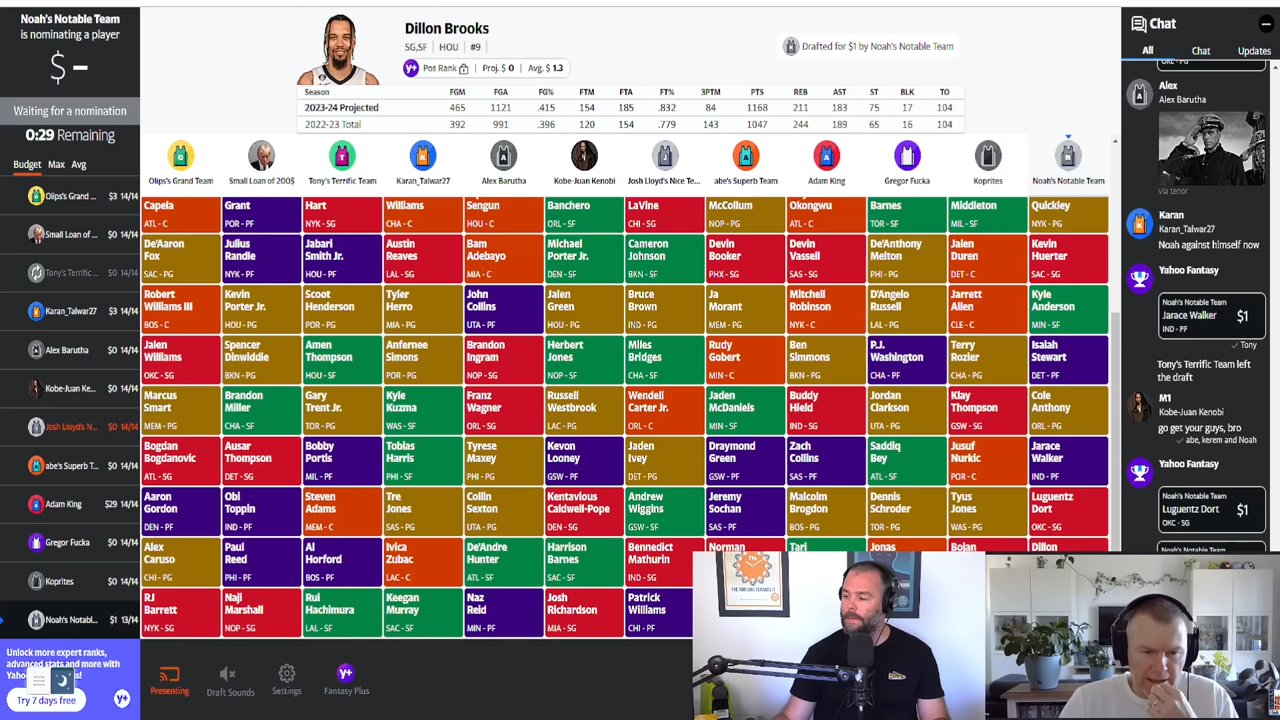 Noah's Notable Team
is nominating a player
$ -
Waiting for a nomination
0:29 Remaining
Budget Max Avg
Olips's Grand ... $3 14/14
Small Loan of ... $0 14/14
Tony's Terrific ... $0 14/14
Karan_Talwar27 $3 14/14
Alex Barutha $0 14/14
Kobe-Juan Ke... $0 14/14
Josh Lloyd's N... $0 14/14
abe's Superb T... $0 14/14
Adam King $29 14/14
Gregor Fucka $0 14/14
Koprites $0 14/14
Noah's Notabl... $1 13/14
Unlock more expert ranks,
advanced stats and more with
Try 7 days free
Y!
Dillon Brooks
SG,SF HOU #9
Y+ Pos Rank Proj. $ 0 Avg. $ 1.3
Drafted for $1 by Noah's Notable Team
Season FGM FGA FG% FTM FTA FT% 3PTM PTS REB AST ST BLK TO
2023-24 Projected 465 1121 .415 154 185 .832 84 1168 211 183 75 17 104
2022-23 Total 392 991 .396 120 154 .779 143 1047 244 189 65 16 104
Olips's Grand Team Small Loan of 200$ Tony's Terrific Team Karan_Talwar27 Alex Barutha Kobe-Juan Kenobi Josh Lloyd's Nice Te... abe's Superb Team Adam King Gregor Fucka Koprites Noah's Notable Team
Capela Grant Hart Williams Sengun Banchero LaVine McCollum Okongwu Barnes Middleton Quickley
ATL - C POR - PF NYK - SG CHA - C HOU - C ORL - SF CHI - SG NOP - PG ATL - C TOR - SF MIL - SF NYK - PG
De'Aaron Julius Jabari Austin Bam Michael Cameron Devin Devin De'Anthony Jalen Kevin
Fox Randle Smith Jr. Reaves Adebayo Porter Jr. Johnson Booker Vassell Melton Duren Huerter
SAC - PG NYK - PF HOU - PF LAL - SG MIA - C DEN - SF BKN - SF PHX - SG SAS - SG PHI - PG DET - C SAC - SG
Robert Kevin Scoot Tyler John Jalen Bruce Ja Mitchell D'Angelo Jarrett Kyle
Williams III Porter Jr. Henderson Herro Collins Green Brown Morant Robinson Russell Allen Anderson
BOS - C HOU - PG POR - PG MIA - PG UTA - PF HOU - PG IND - PG MEM - PG NYK - C LAL - PG CLE - C MIN - SF
Jalen Spencer Amen Anfernee Brandon Herbert Miles Rudy Ben P.J. Terry Isaiah
Williams Dinwiddie Thompson Simons Ingram Jones Bridges Gobert Simmons Washington Rozier Stewart
OKC - SG BKN - PG HOU - SF POR - PG NOP - SG NOP - SF CHA - SF MIN - C BKN - PG CHA - PF CHA - PG DET - PF
Marcus Brandon Gary Kyle Franz Russell Wendell Jaden Buddy Jordan Klay Cole
Smart Miller Trent Jr. Kuzma Wagner Westbrook Carter Jr. McDaniels Hield Clarkson Thompson Anthony
MEM - PG CHA - SF TOR - PG WAS - SF ORL - SG LAC - PG ORL - C MIN - SF IND - SG UTA - PG GSW - SG ORL - PG
Bogdan Ausar Bobby Tobias Tyrese Kevon Jaden Draymond Zach Saddiq Jusuf Jarace
Bogdanovic Thompson Portis Harris Maxey Looney Ivey Green Collins Bey Nurkic Walker
ATL - SG DET - SG MIL - PF PHI - SF PHI - PG GSW - PF DET - PG GSW - PF SAS - PF ATL - SF POR - C IND - PF
Aaron Obi Steven Tre Collin Kentavious Andrew Jeremy Malcolm Dennis Tyus Luguentz
Gordon Toppin Adams Jones Sexton Caldwell-Pope Wiggins Sochan Brogdon Schroder Jones Dort
DEN - PF IND - PF MEM - C SAS - PG UTA - PG DEN - SG GSW - SF SAS - PF BOS - PG TOR - PG WAS - PG OKC - SG
Alex Paul Al Ivica De'Andre Harrison Bennedict Norman Tari Jonas Bojan Dillon
Caruso Reed Horford Zubac Hunter Barnes Mathurin
CHI - PG PHI - PF BOS - PF LAC - C ATL - SF SAC - SF IND - SG
RJ Naji Rui Keegan Naz Josh Patrick
Barrett Marshall Hachimura Murray Reid Richardson Williams
NYK - SG NOP - SG LAL - SF SAC - SF MIN - PF MIA - SG CHI - PF
Presenting Draft Sounds Settings Fantasy Plus
Chat
All Chat Updates
Alex
Alex Barutha
via tenor
Karan
Karan_Talwar27
Noah against himself now
Yahoo Fantasy
Noah's Notable Team
Jarace Walker $1
IND - PF
Tony
Tony's Terrific Team left
the draft
M1
Kobe-Juan Kenobi
go get your guys, bro
abe, kerem and Noah
Yahoo Fantasy
Noah's Notable Team
Luguentz Dort $1
OKC - SG